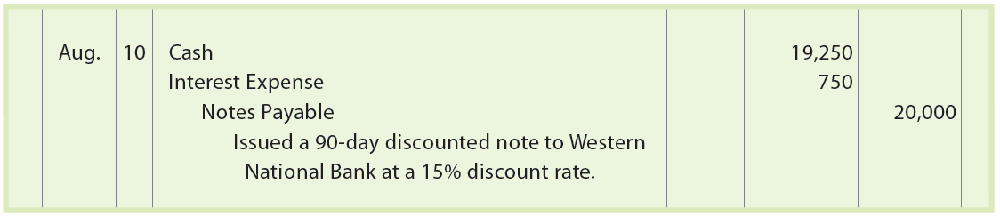 Aug. 10 Cash 19,250
Interest Expense 750
Notes Payable 20,000
Issued a 90-day discounted note to Western
National Bank at a 15% discount rate.